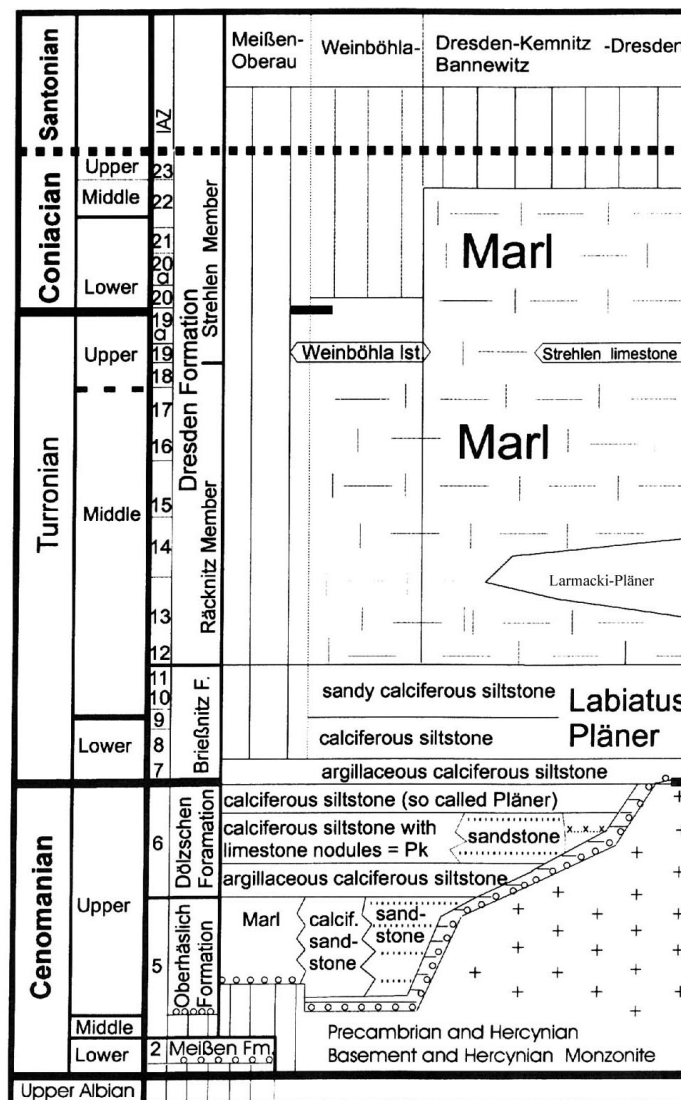 Meißen-
Oberau
Weinböhla-
Dresden-Kemnitz -Dresden
Bannewitz
Santonian
IAZ
Coniacian
Upper
Middle
Lower
23
22
21
20
a
20
Turronian
Upper
Middle
Lower
19
a
19
18
17
16
15
14
13
12
11
10
9
8
7
Dresden Formation
Strehlen Member
Räcknitz Member
Brießnitz F.
Marl
Weinböhla lst.
Strehlen limestone
Marl
Larmacki-Pläner
sandy calciferous siltstone
Labiatus
Pläner
calciferous siltstone
argillaceous calciferous siltstone
Cenomanian
Upper
Middle
Lower
6
5
2
Dölzschen
Foramation
Oberhäslich
Formation
Meißen Fm.
calciferous siltstone (so called Pläner)
calciferous siltstone with
limestone nodules = Pk
sandstone
x...x...x
argillaceous calciferous siltstone
Marl
calcif.
sand-
stone
sand-
stone
Precambrian and Hercynian
Basement and Hercynian Monzonite
Upper Albian